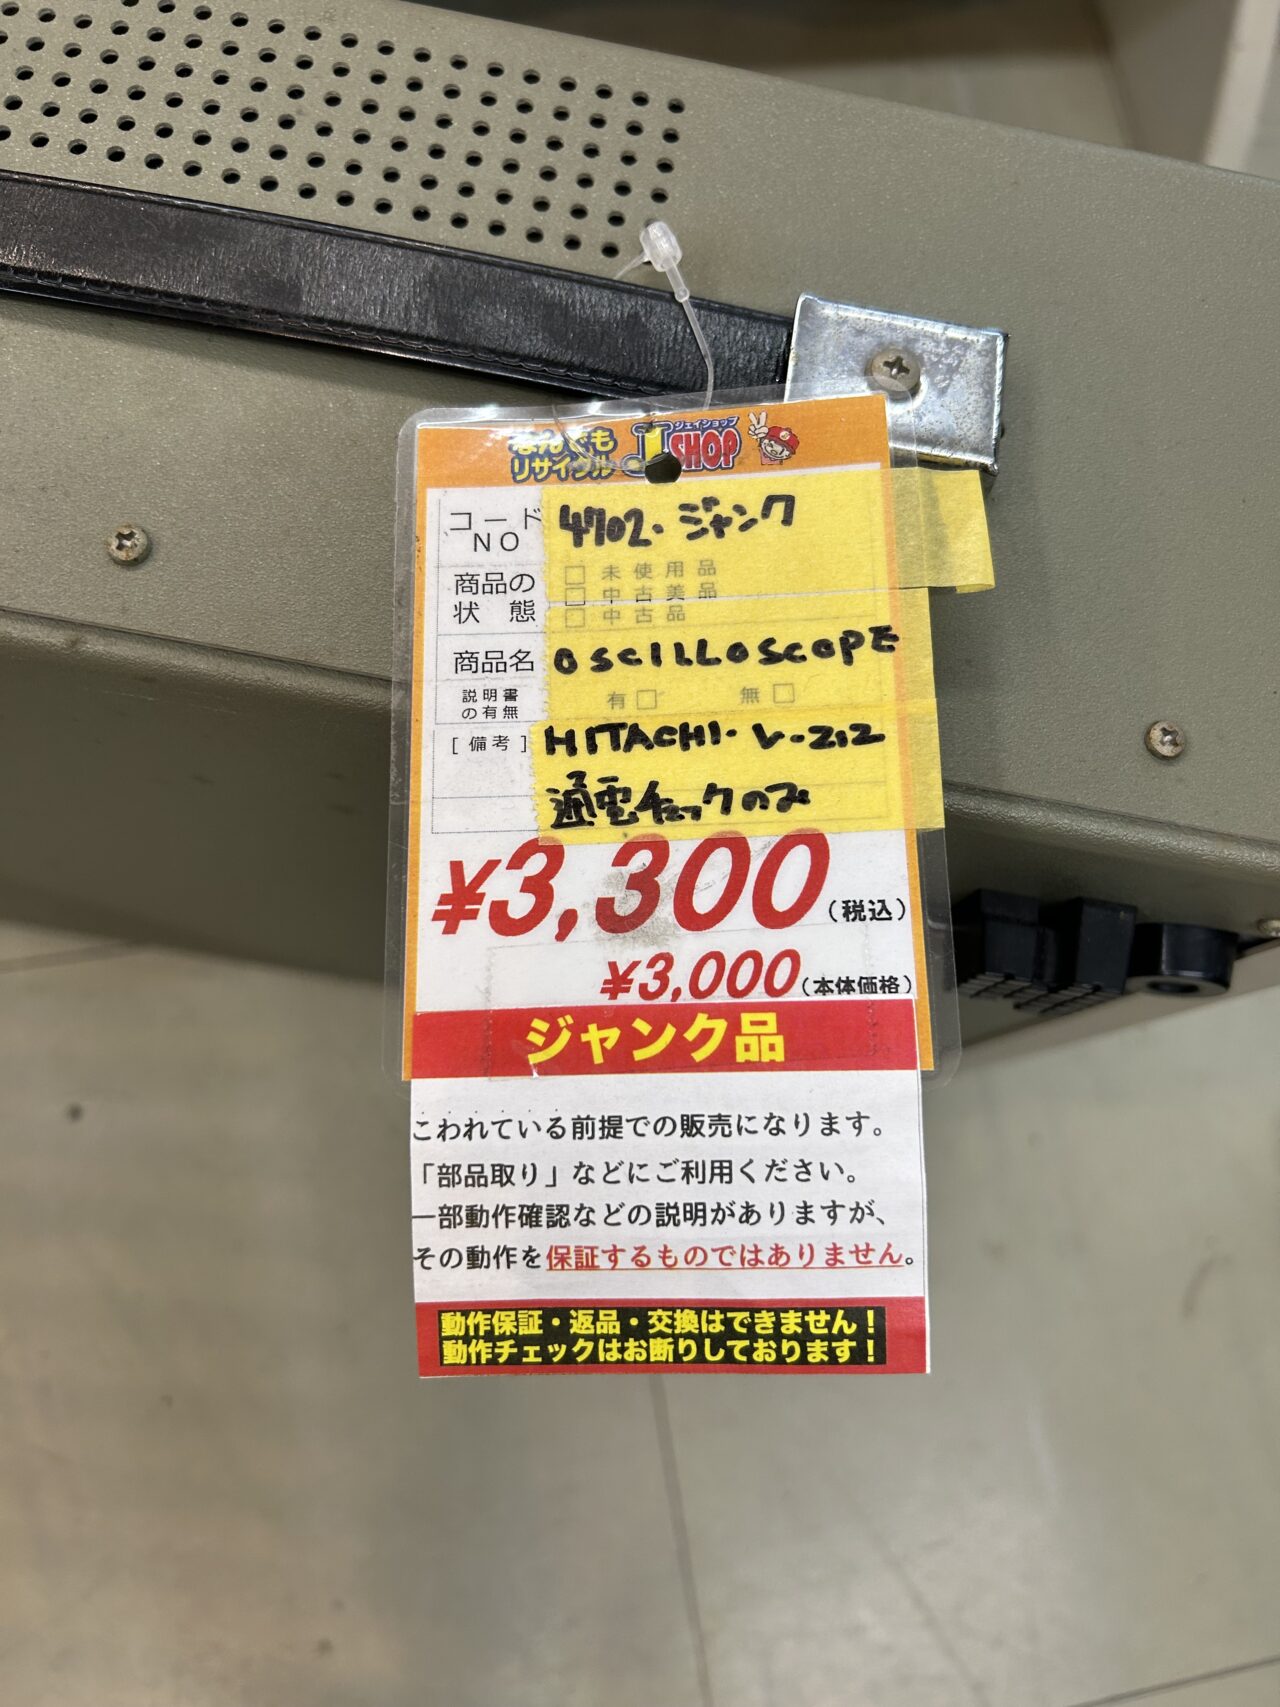 なんでも
リサイクル
ジェイショップ
J SHOP
コード NO 4702. ジャンク
商品の状態 □ 未使用品
□ 中古美品
□ 中古品
商品名 OSCILLOSCOPE
説明書の有無 有□ 無□
[備考] HITACHI. V-212
通電チェックのみ
¥3,300(税込)
¥3,000(本体価格)
ジャンク品
こわれている前提での販売になります。
「部品取り」などにご利用ください。
一部動作確認などの説明がありますが、
その動作を保証するものではありません。
動作保証・返品・交換はできません!
動作チェックはお断りしております!